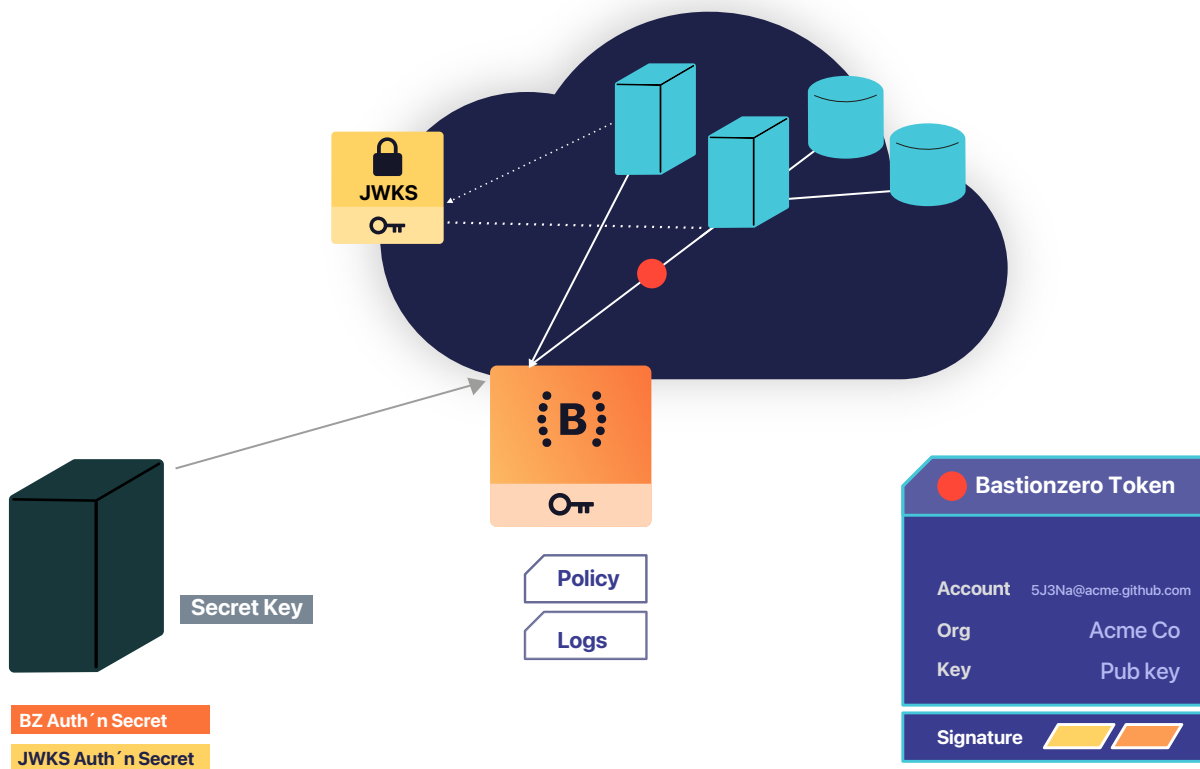 JWKS
B
Policy
Logs
Secret Key
BZ Auth´n Secret
JWKS Auth´n Secret
Bastionzero Token
Account 5J3Na@acme.github.com
Org Acme Co
Key Pub key
Signature